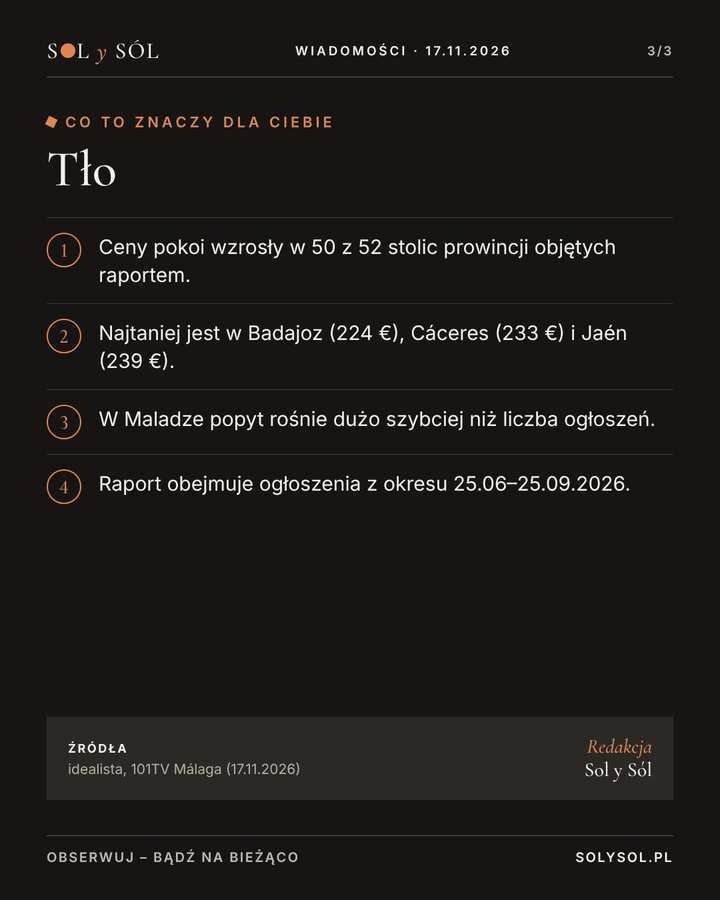 SOL y SÓL
WIADOMOŚCI · 17.11.2026
3/3
CO TO ZNACZY DLA CIEBIE
Tło
1 Ceny pokoi wzrosły w 50 z 52 stolic prowincji objętych
raportem.
2 Najtaniej jest w Badajoz (224 €), Cáceres (233 €) i Jaén
(239 €).
3 W Maladze popyt rośnie dużo szybciej niż liczba ogłoszeń.
4 Raport obejmuje ogłoszenia z okresu 25.06–25.09.2026.
ŹRÓDŁA
idealista, 101TV Málaga (17.11.2026)
Redakcja
Sol y Sól
OBSERWUJ – BĄDŹ NA BIEŻĄCO
SOLYSOL.PL